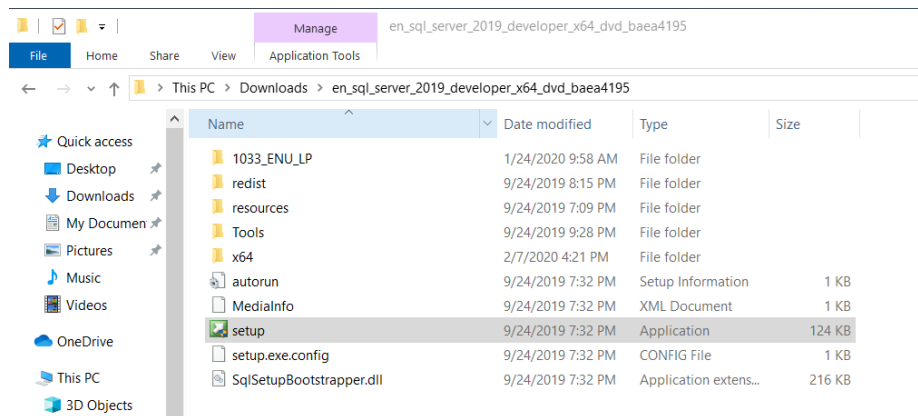 Manage en_sql_server_2019_developer_x64_dvd_baea4195
File Home Share View Application Tools
This PC > Downloads > en_sql_server_2019_developer_x64_dvd_baea4195
Name Date modified Type Size
Quick access
Desktop
Downloads
My Documen
Pictures
Music
Videos
OneDrive
This PC
3D Objects
1033_ENU_LP 1/24/2020 9:58 AM File folder
redist 9/24/2019 8:15 PM File folder
resources 9/24/2019 7:09 PM File folder
Tools 9/24/2019 9:28 PM File folder
x64 2/7/2020 4:21 PM File folder
autorun 9/24/2019 7:32 PM Setup Information 1 KB
MediaInfo 9/24/2019 7:32 PM XML Document 1 KB
setup 9/24/2019 7:32 PM Application 124 KB
setup.exe.config 9/24/2019 7:32 PM CONFIG File 1 KB
SqlSetupBootstrapper.dll 9/24/2019 7:32 PM Application extens... 216 KB